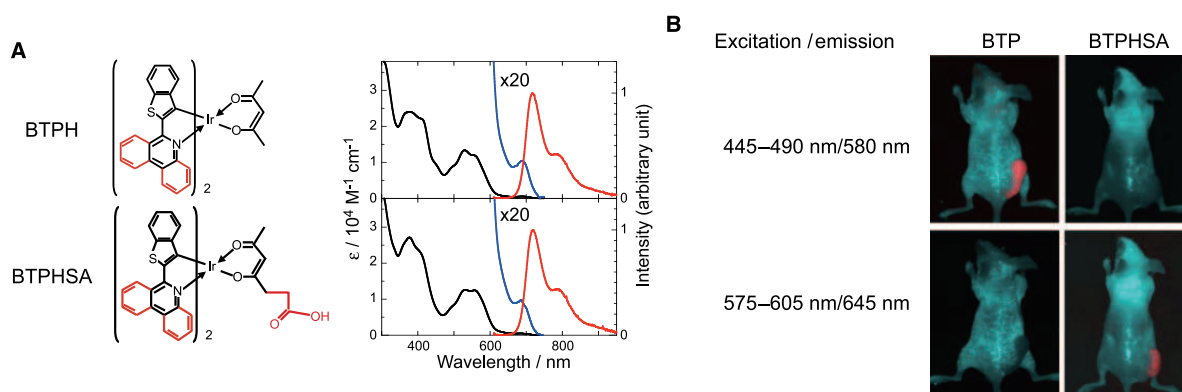 A
BTPH
S
N
Ir
O
O
2
BTPHSA
S
N
Ir
O
O
O
OH
2
ε / 10⁴ M⁻¹ cm⁻¹
3
2
1
0
3
2
1
0
x20
x20
1
0
1
0
Intensity (arbitrary unit)
400 600 800
Wavelength / nm
B
Excitation / emission
BTP
BTPHSA
445–490 nm/580 nm
575–605 nm/645 nm